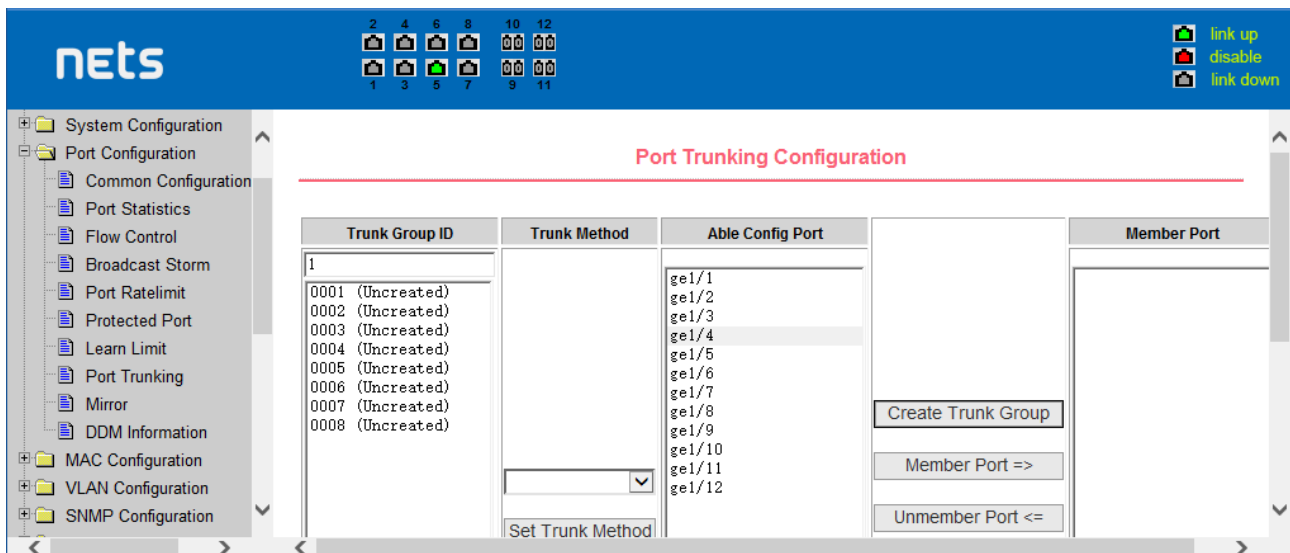 nets
2 4 6 8 10 12
1 3 5 7 9 11
link up
disable
link down
System Configuration
Port Configuration
Common Configuration
Port Statistics
Flow Control
Broadcast Storm
Port Ratelimit
Protected Port
Learn Limit
Port Trunking
Mirror
DDM Information
MAC Configuration
VLAN Configuration
SNMP Configuration
Port Trunking Configuration
Trunk Group ID
1
0001 (Uncreated)
0002 (Uncreated)
0003 (Uncreated)
0004 (Uncreated)
0005 (Uncreated)
0006 (Uncreated)
0007 (Uncreated)
0008 (Uncreated)
Trunk Method
Set Trunk Method
Able Config Port
ge1/1
ge1/2
ge1/3
ge1/4
ge1/5
ge1/6
ge1/7
ge1/8
ge1/9
ge1/10
ge1/11
ge1/12
Create Trunk Group
Member Port =>
Unmember Port <=
Member Port